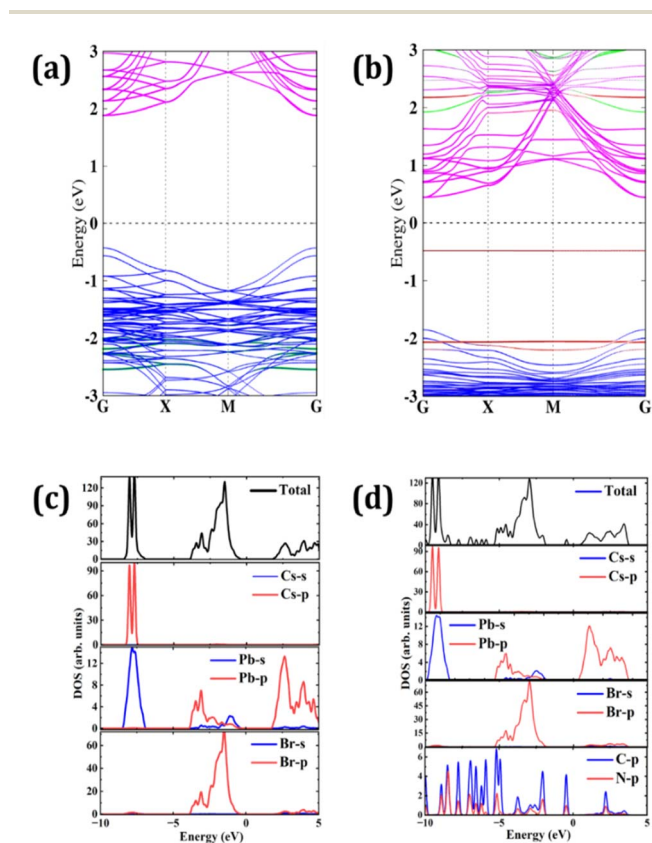 (a)
3
2
1
0
-1
-2
-3
Energy (eV)
G X M G
(b)
3
2
1
0
-1
-2
-3
Energy (eV)
G X M G
(c)
120
90
60
30
0
Total
90
60
30
0
Cs-s
Cs-p
12
8
4
0
Pb-s
Pb-p
60
40
20
0
Br-s
Br-p
DOS (arb. units)
-10 -5 0 5
Energy (eV)
(d)
120
90
60
30
0
Total
90
60
30
0
Cs-s
Cs-p
12
8
4
0
Pb-s
Pb-p
60
40
20
0
Br-s
Br-p
6
4
2
0
C-p
N-p
DOS (arb. units)
-10 -5 0 5
Energy (eV)